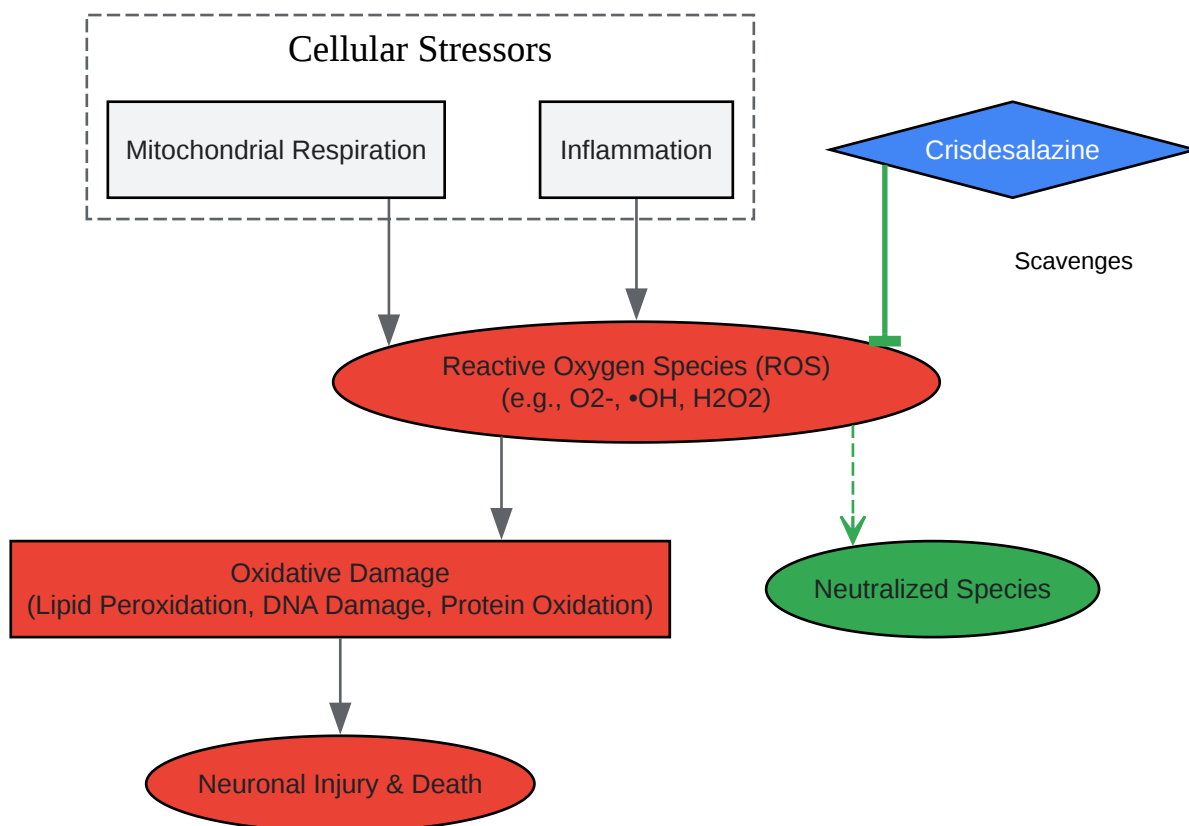 Cellular Stressors
Mitochondrial Respiration
Inflammation
Crisdesalazine
Scavenges
Reactive Oxygen Species (ROS)
(e.g., O2-, •OH, H2O2)
Oxidative Damage
(Lipid Peroxidation, DNA Damage, Protein Oxidation)
Neutralized Species
Neuronal Injury & Death